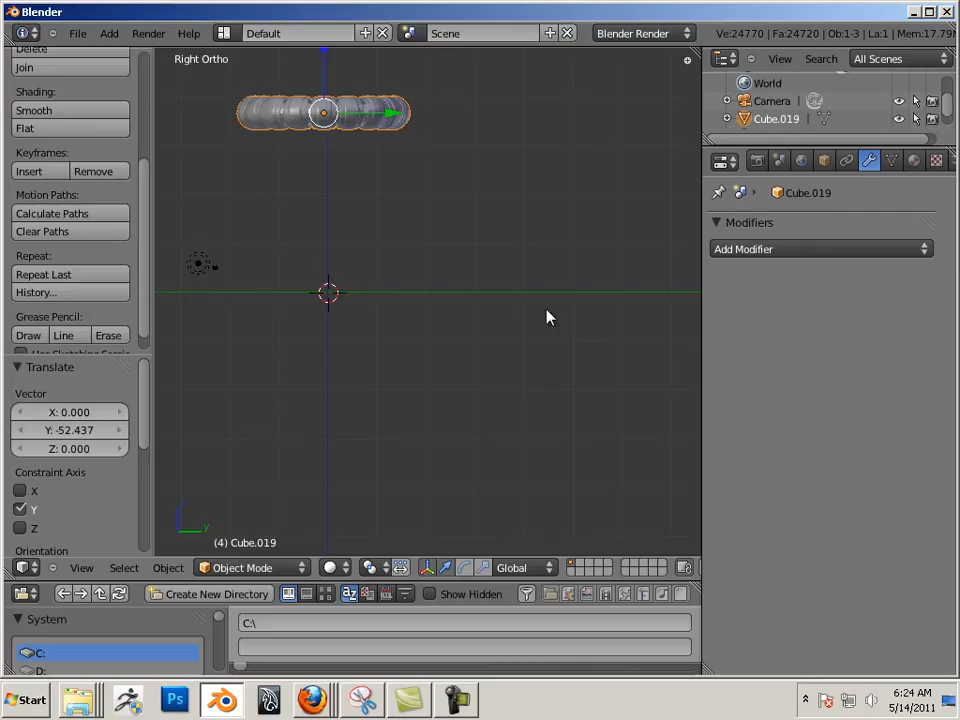 Blender
File Add Render Help Default Scene Blender Render Ve:24770 | Fa:24720 | Ob:1-3 | La:1 | Mem:17.79
Delete
Join
Shading:
Smooth
Flat
Keyframes:
Insert Remove
Motion Paths:
Calculate Paths
Clear Paths
Repeat:
Repeat Last
History...
Grease Pencil:
Draw Line Erase
Translate
Vector
X: 0.000
Y: -52.437
Z: 0.000
Constraint Axis
X
Y
Z
Orientation
Right Ortho
y
(4) Cube.019
View Select Object Object Mode Global
Create New Directory Show Hidden
System
C:
D:
C:\
View Search All Scenes
World
Camera
Cube.019
Cube.019
Modifiers
Add Modifier
Start Ps 6:24 AM
5/14/2011